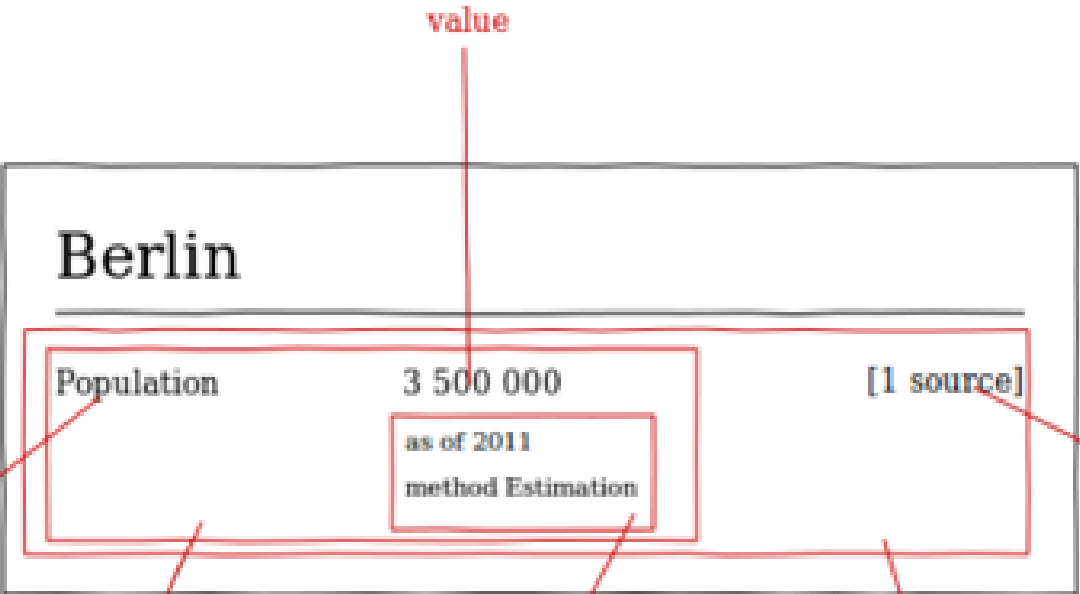 value
Berlin
Population 3 500 000 [1 source]
as of 2011
method Estimation